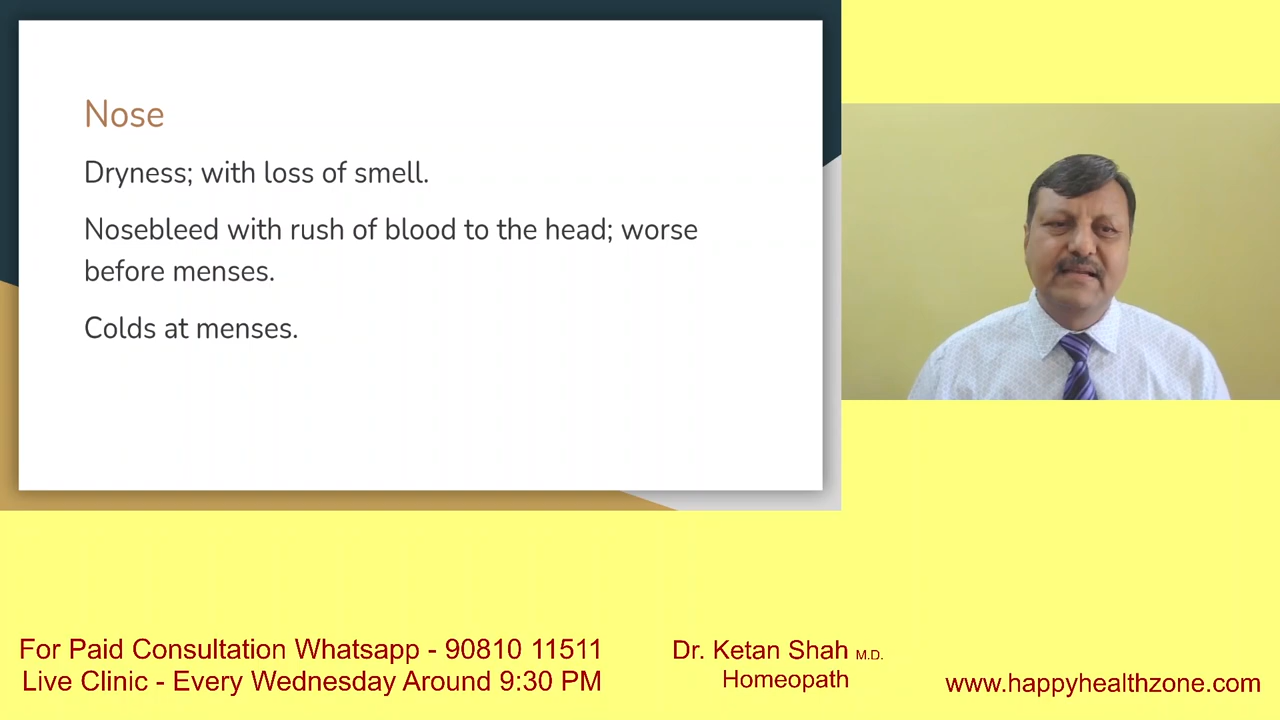 Nose
Dryness; with loss of smell.
Nosebleed with rush of blood to the head; worse
before menses.
Colds at menses.
For Paid Consultation Whatsapp - 90810 11511
Live Clinic - Every Wednesday Around 9:30 PM
Dr. Ketan Shah M.D.
Homeopath
www.happyhealthzone.com